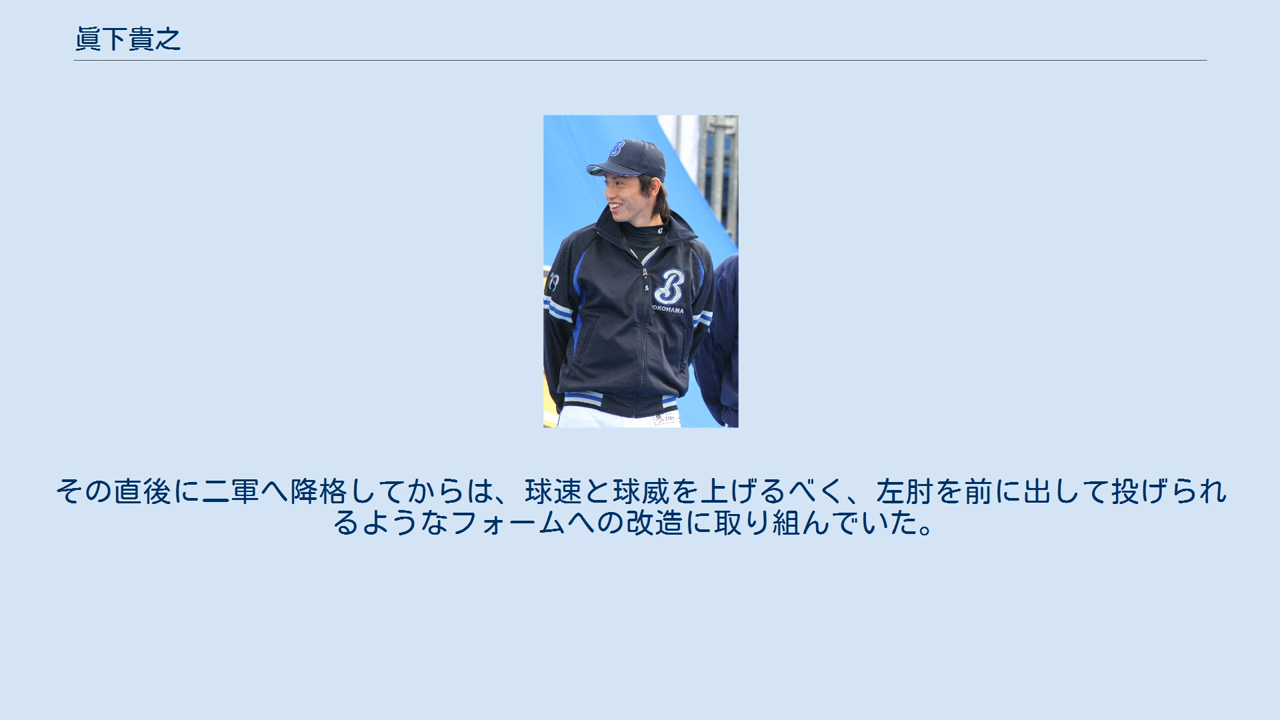 眞下貴之
B
B
YOKOHAMA
その直後に二軍へ降格してからは、球速と球威を上げるべく、左肘を前に出して投げられ
るようなフォームへの改造に取り組んでいた。